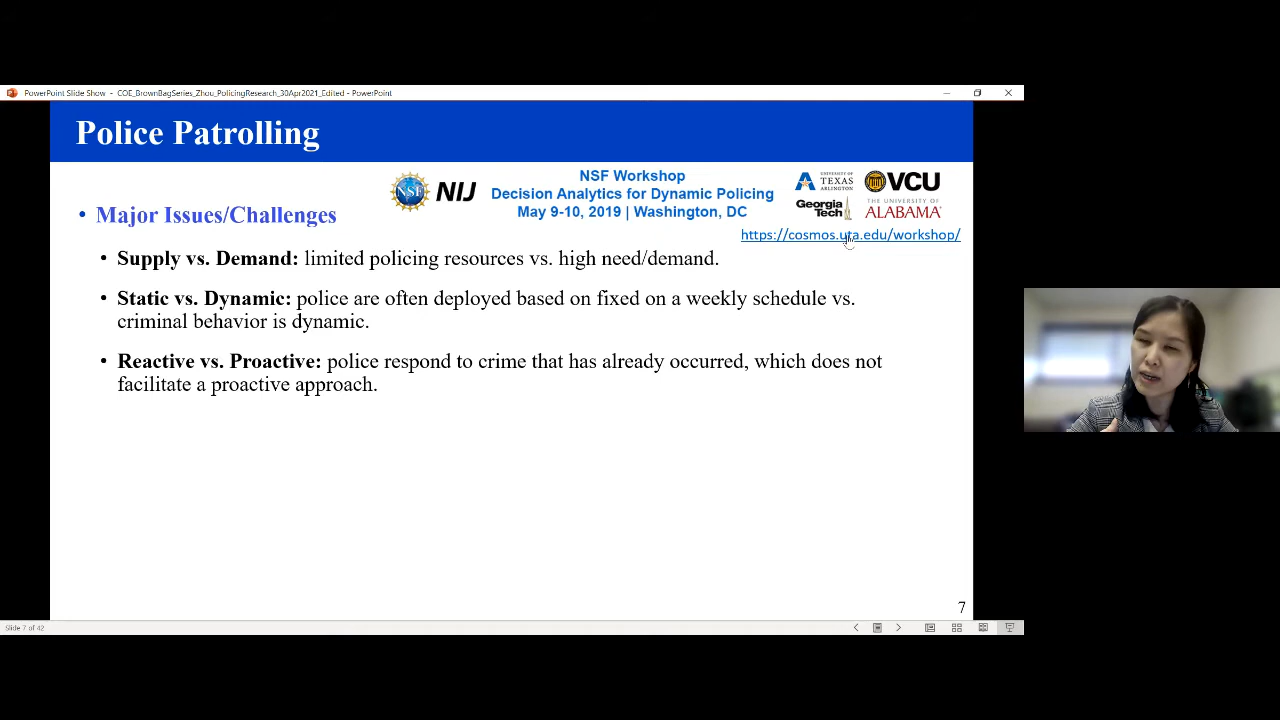 PowerPoint Slide Show - COE_BrownBagSeries_Zhou_PolicingResearch_30Apr2021_Edited - PowerPoint
Police Patrolling
NSF
NIJ
NSF Workshop
Decision Analytics for Dynamic Policing
May 9-10, 2019 | Washington, DC
UNIVERSITY OF
TEXAS
ARLINGTON
VCU
Georgia
Tech
THE UNIVERSITY OF
ALABAMA
https://cosmos.uta.edu/workshop/
• Major Issues/Challenges
• Supply vs. Demand: limited policing resources vs. high need/demand.
• Static vs. Dynamic: police are often deployed based on fixed on a weekly schedule vs.
criminal behavior is dynamic.
• Reactive vs. Proactive: police respond to crime that has already occurred, which does not
facilitate a proactive approach.
7
Slide 7 of 42